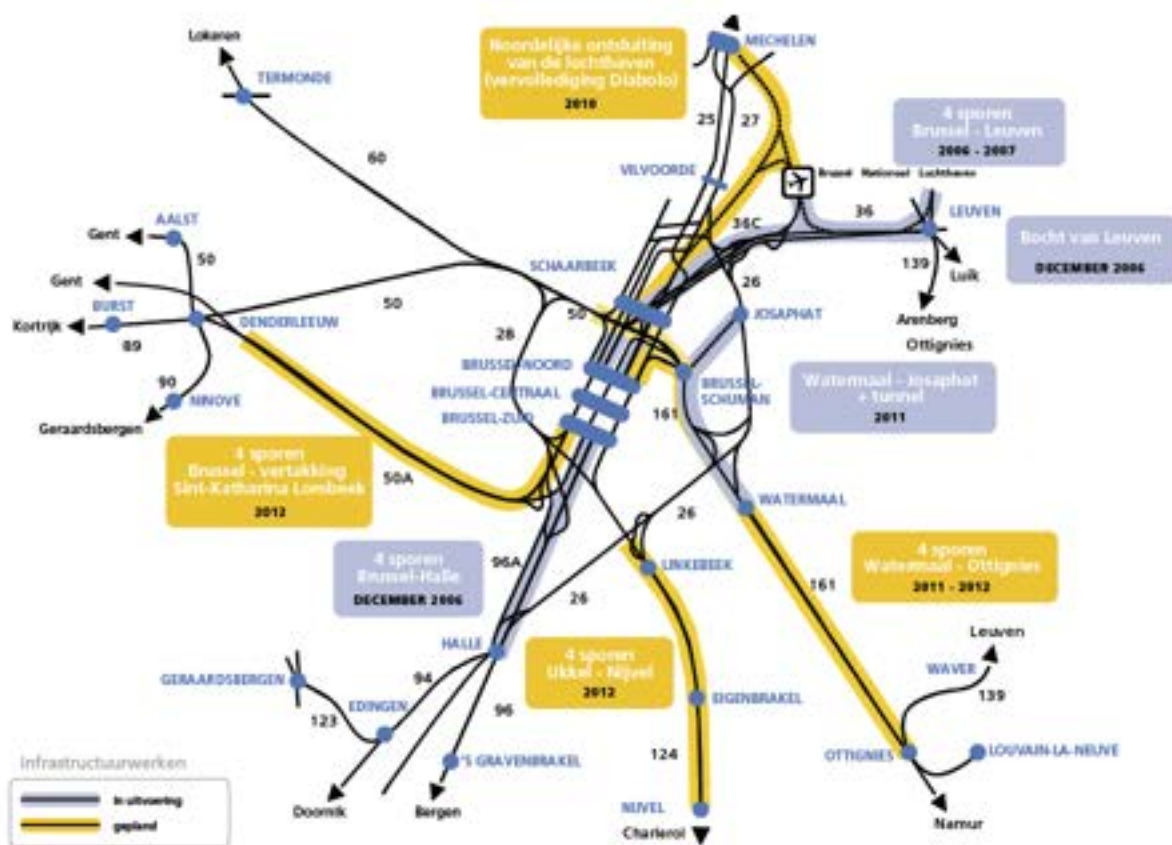 Lokeren
TERMONDE
Noordelijke ontsluiting
van de luchthaven
(vervollediging Diabolo)
2010
MECHELEN
25
27
4 sporen
Brussel - Leuven
2006 - 2007
60
VILVOORDE
Nationaal Luchthaven
AALST
Gent
50
36C
36
LEUVEN
Bocht van Leuven
DECEMBER 2006
139
Luik
Gent
SCHAARBEEK
26
BURST
Kortrijk
50
DENDERLEEUW
28
50
JOSAPHAT
Arenberg
Ottignies
89
90
NINOVE
BRUSSEL-NOORD
BRUSSEL-CENTRAAL
BRUSSEL-ZUID
BRUSSEL-
SCHUMAN
161
Watermaal - Josaphat
+ tunnel
2011
Geraardsbergen
4 sporen
Brussel - vertakking
Sint-Katharina Lombeek
2012
50A
WATERMAAL
26
4 sporen
Brussel-Halle
DECEMBER 2006
96A
LINKEBEEK
4 sporen
Watermaal - Ottignies
2011 - 2012
161
26
HALLE
4 sporen
Ukkel - Nijvel
2012
Leuven
WAVER
139
GERAARDSBERGEN
94
EDINGEN
123
96
EIGENBRAKEL
124
OTTIGNIES
LOUVAIN-LA-NEUVE
'S GRAVENBRAKEL
Infrastructuurwerken
in uitvoering
gepland
Doornik
Bergen
NIJVEL
Charleroi
Namur